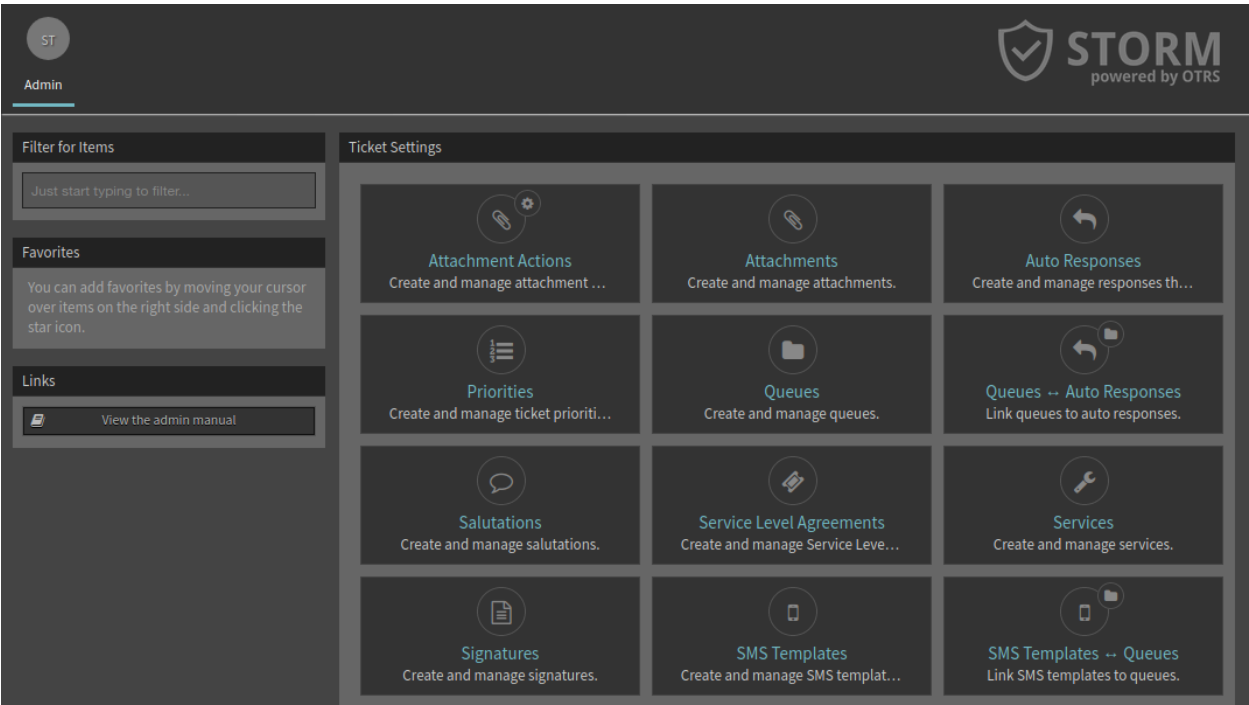 ST
STORM
powered by OTRS
Admin
Filter for Items
Just start typing to filter...
Favorites
You can add favorites by moving your cursor
over items on the right side and clicking the
star icon.
Links
View the admin manual
Ticket Settings
Attachment Actions
Create and manage attachment ...
Attachments
Create and manage attachments.
Auto Responses
Create and manage responses th...
Priorities
Create and manage ticket prioriti...
Queues
Create and manage queues.
Queues ↔ Auto Responses
Link queues to auto responses.
Salutations
Create and manage salutations.
Service Level Agreements
Create and manage Service Leve...
Services
Create and manage services.
Signatures
Create and manage signatures.
SMS Templates
Create and manage SMS templat...
SMS Templates ↔ Queues
Link SMS templates to queues.